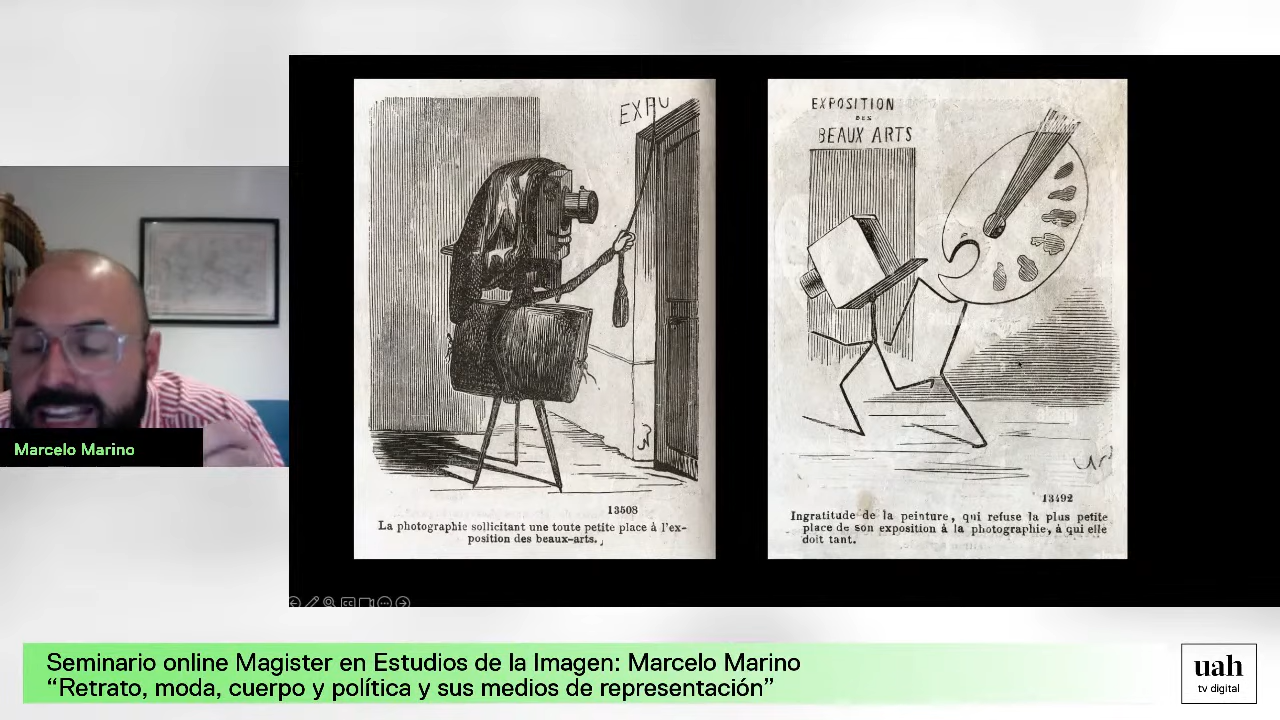 EXPOSITION
DES
BEAUX ARTS
13508
La photographie sollicitant une toute petite place à l'ex-
position des beaux-arts.
13492
Ingratitude de la peinture, qui refuse la plus petite
place de son exposition à la photographie, à qui elle
doit tant.
Marcelo Marino
Seminario online Magister en Estudios de la Imagen: Marcelo Marino
“Retrato, moda, cuerpo y política y sus medios de representación”
uah
tv digital